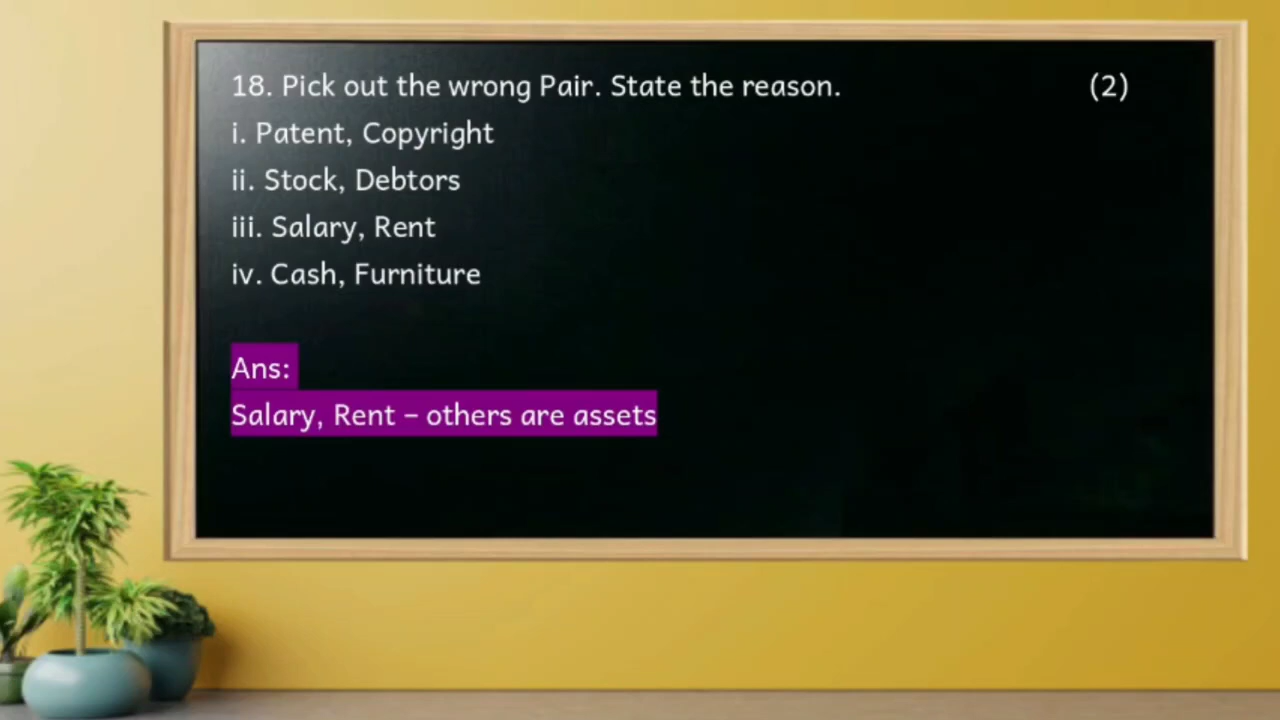 18. Pick out the wrong Pair. State the reason. (2)
i. Patent, Copyright
ii. Stock, Debtors
iii. Salary, Rent
iv. Cash, Furniture
Ans:
Salary, Rent – others are assets